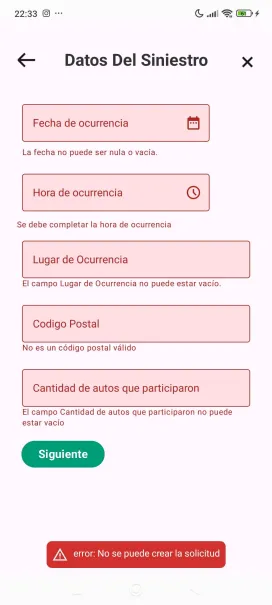 22:33
Datos Del Siniestro
Fecha de ocurrencia
La fecha no puede ser nula o vacía.
Hora de ocurrencia
Se debe completar la hora de ocurrencia
Lugar de Ocurrencia
El campo Lugar de Ocurrencia no puede estar vacío.
Codigo Postal
No es un código postal válido
Cantidad de autos que participaron
El campo Cantidad de autos que participaron no puede
estar vacío
Siguiente
error: No se puede crear la solicitud